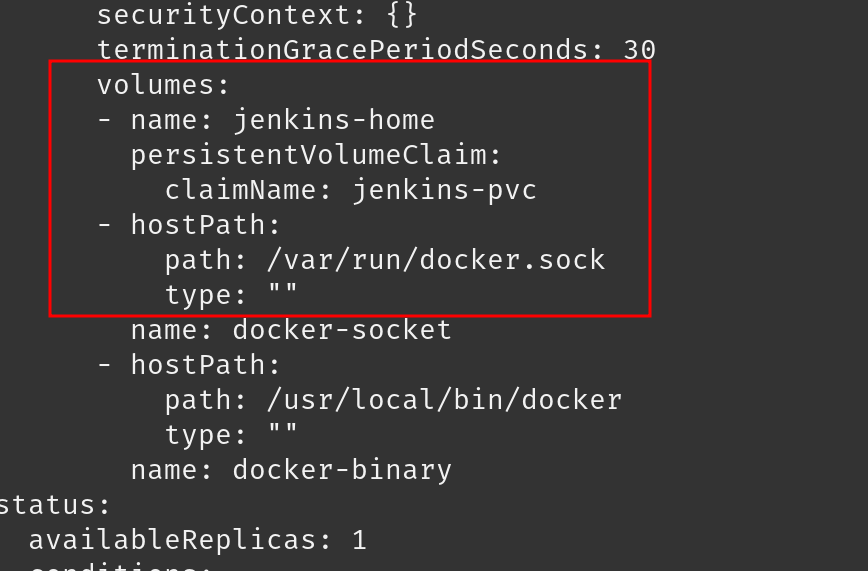 securityContext: {}
terminationGracePeriodSeconds: 30
volumes:
- name: jenkins-home
persistentVolumeClaim:
claimName: jenkins-pvc
- hostPath:
path: /var/run/docker.sock
type: ""
name: docker-socket
- hostPath:
path: /usr/local/bin/docker
type: ""
name: docker-binary
status:
availableReplicas: 1
conditions: